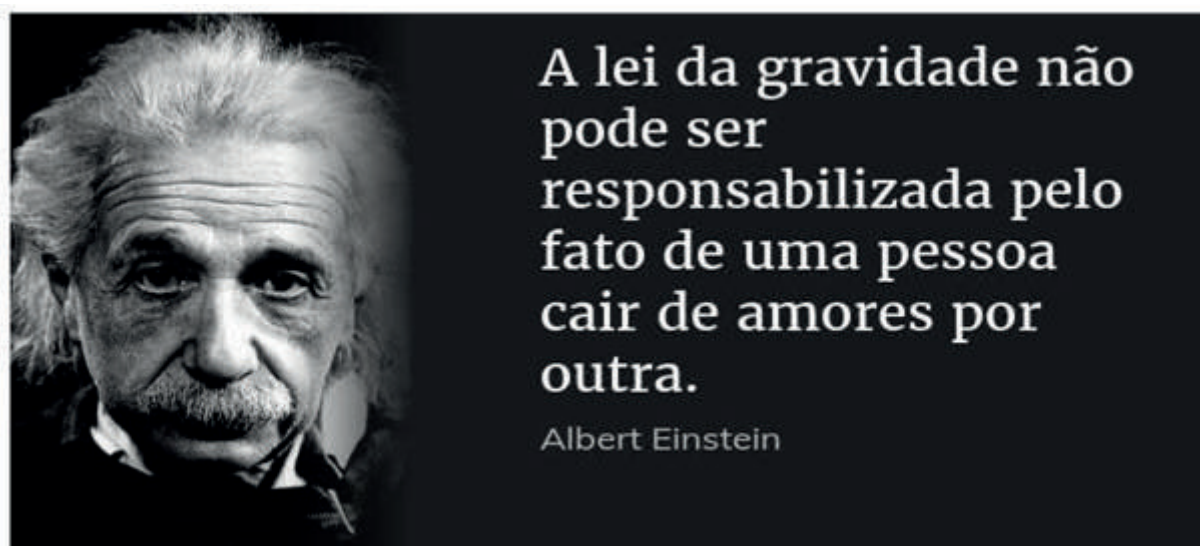 A lei da gravidade não
pode ser
responsabilizada pelo
fato de uma pessoa
cair de amores por
outra.
Albert Einstein